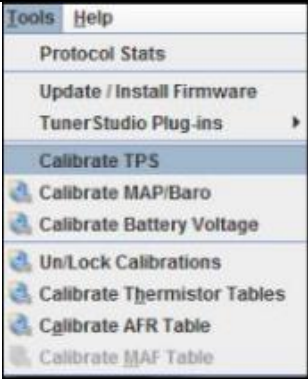 Tools Help
Protocol Stats
Update / Install Firmware
TunerStudio Plug-ins
Calibrate TPS
Calibrate MAP/Baro
Calibrate Battery Voltage
Un/Lock Calibrations
Calibrate Thermistor Tables
Calibrate AFR Table
Calibrate MAF Table